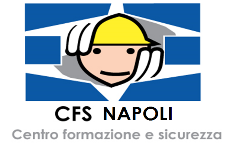 CFS NAPOLI
Centro formazione e sicurezza